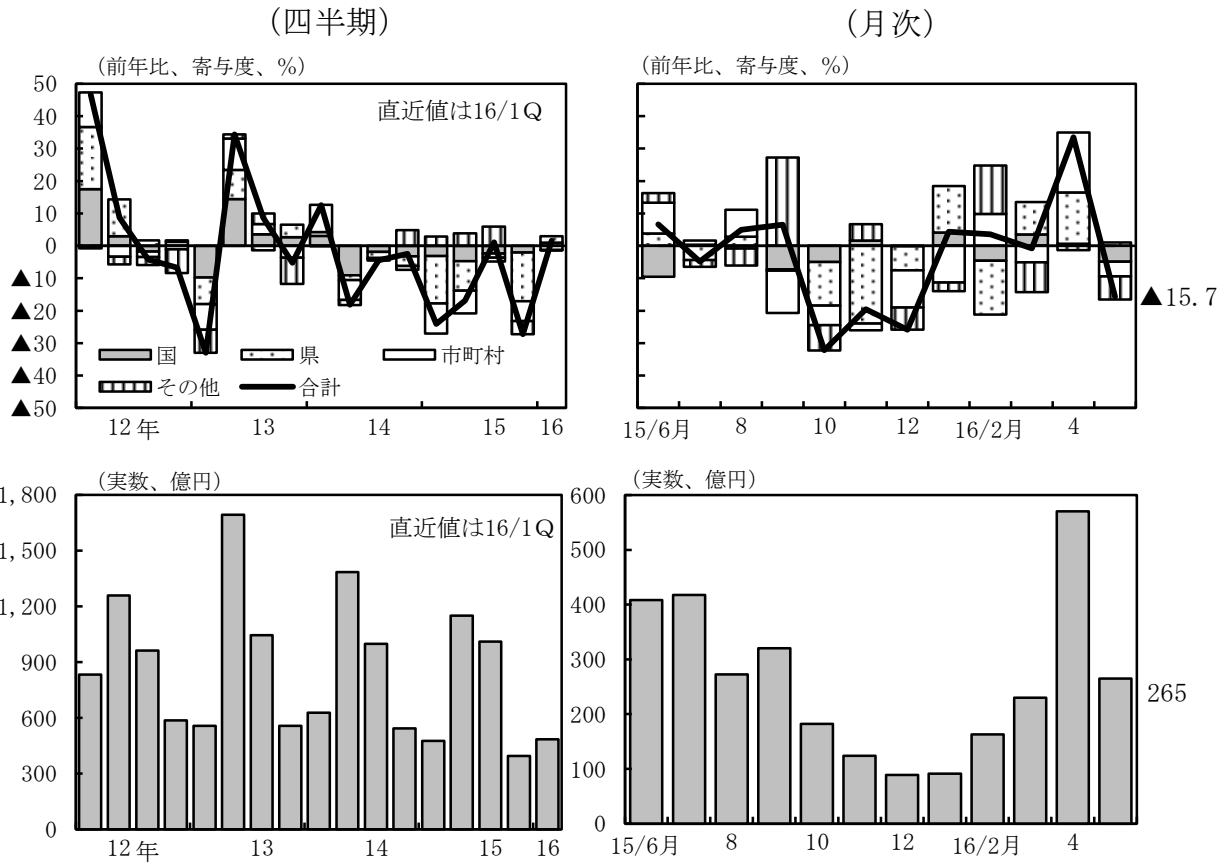 (四半期)
(月次)
(前年比、寄与度、%)
(前年比、寄与度、%)
50
40
30
20
10
0
▲10
▲20
▲30
▲40
▲50
直近値は16/1Q
国
県
市町村
その他
合計
12年
13
14
15
16
▲15.7
15/6月
8
10
12
16/2月
4
(実数、億円)
1,800
1,500
1,200
900
600
300
0
直近値は16/1Q
12年
13
14
15
16
(実数、億円)
600
500
400
300
200
100
0
265
15/6月
8
10
12
16/2月
4